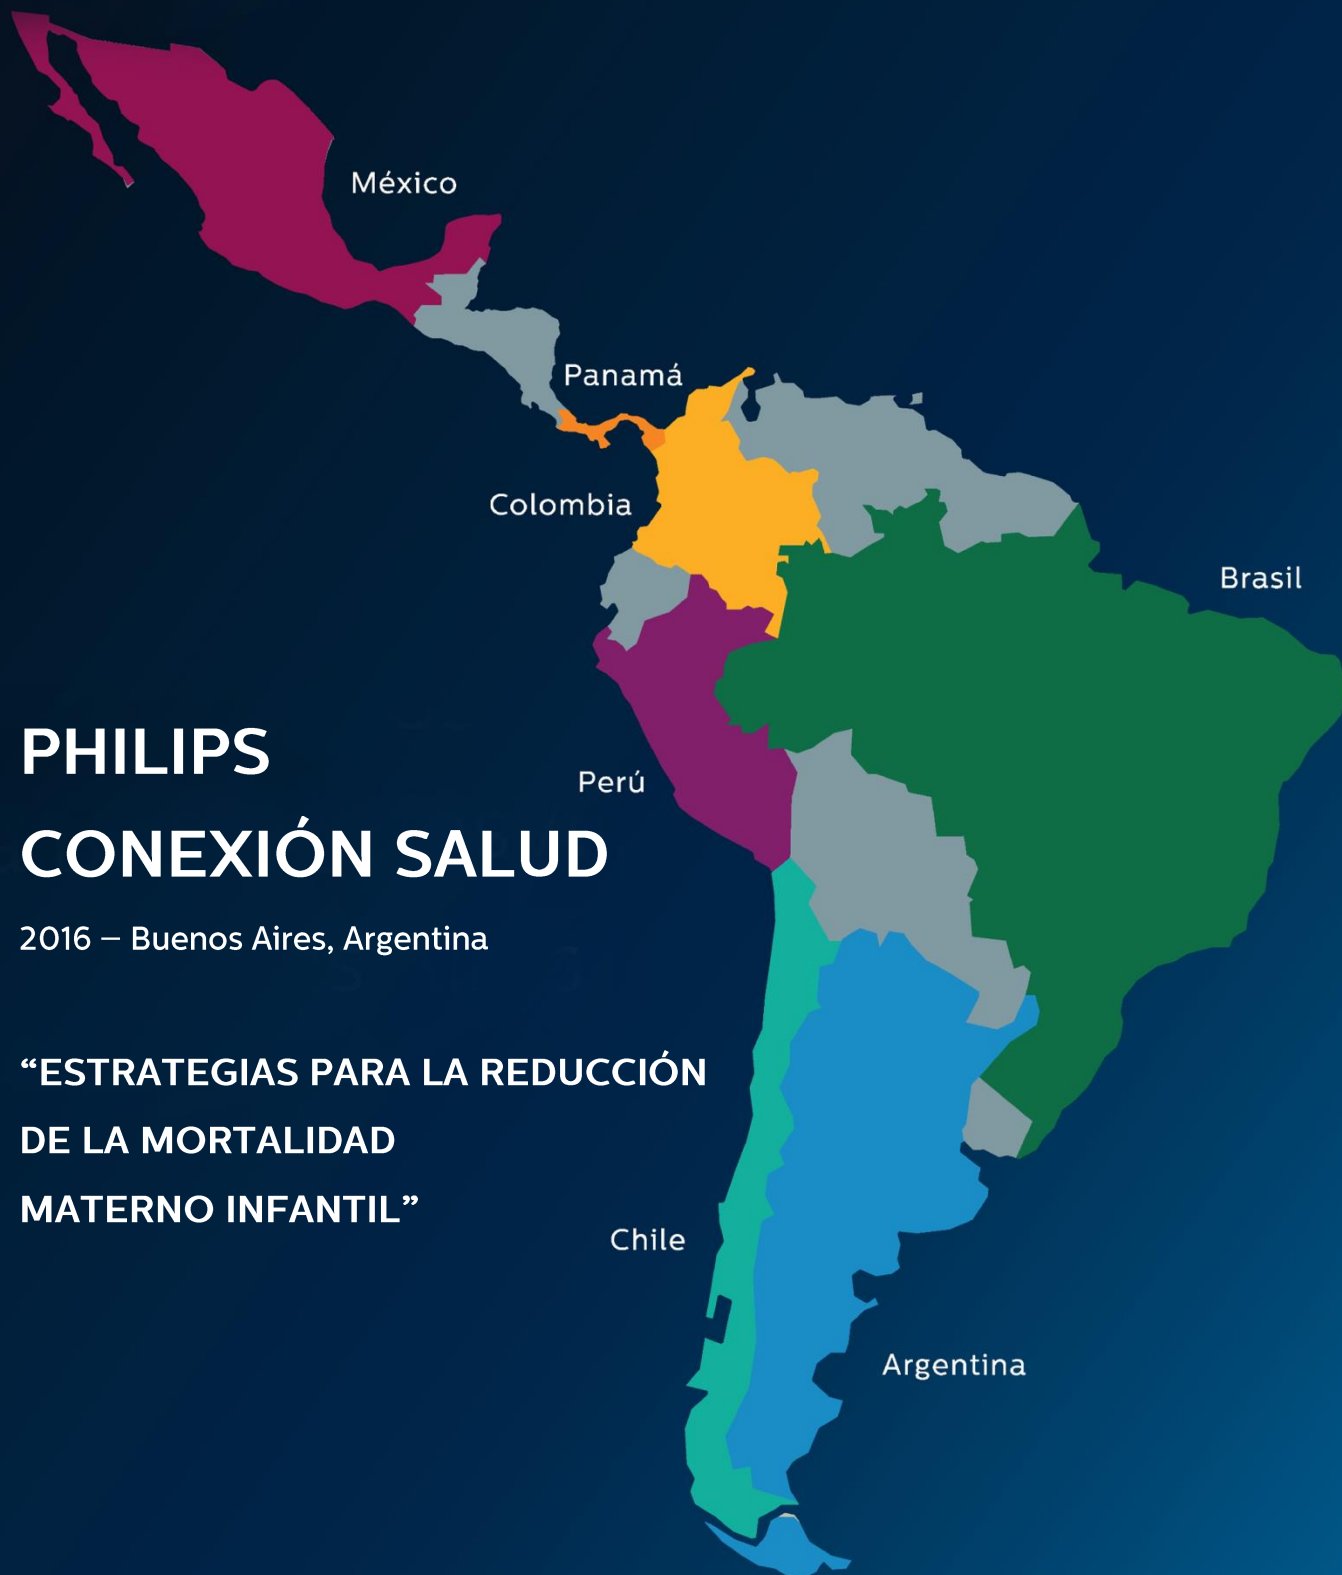 México
Panamá
Colombia
Brasil
PHILIPS
Perú
CONEXIÓN SALUD
2016 – Buenos Aires, Argentina
“ESTRATEGIAS PARA LA REDUCCIÓN
DE LA MORTALIDAD
MATERNO INFANTIL”
Chile
Argentina